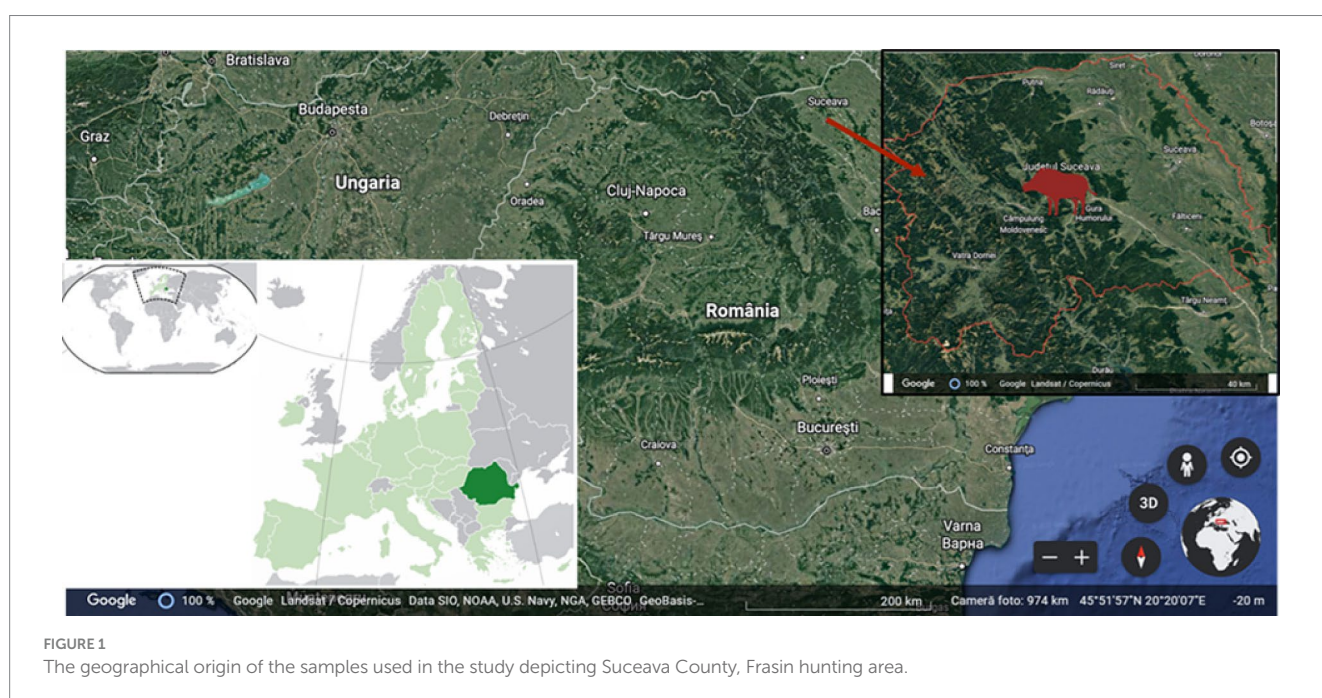 Bratislava
Budapesta
Debrețin
Graz
Ungaria
Oradea
Cluj-Napoca
Târgu Mureș
Suceava
România
Ploiești
București
Craiova
Constanța
Varna
Варна
Siret
Putna
Rădăuți
Suceava
Județul Suceava
Gura
Humorului
Câmpulung
Moldovenesc
Fălticeni
Vatra Dornei
Târgu Neamț
Durău
Google 100 % Google Landsat / Copernicus 40 km
3D
Sofia
Google 100 % Google Landsat / Copernicus Data SIO, NOAA, U.S. Navy, NGA, GEBCO, GeoBasis-... 200 km Cameră foto: 974 km 45°51'57"N 20°20'07"E -20 m
FIGURE 1
The geographical origin of the samples used in the study depicting Suceava County, Frasin hunting area.